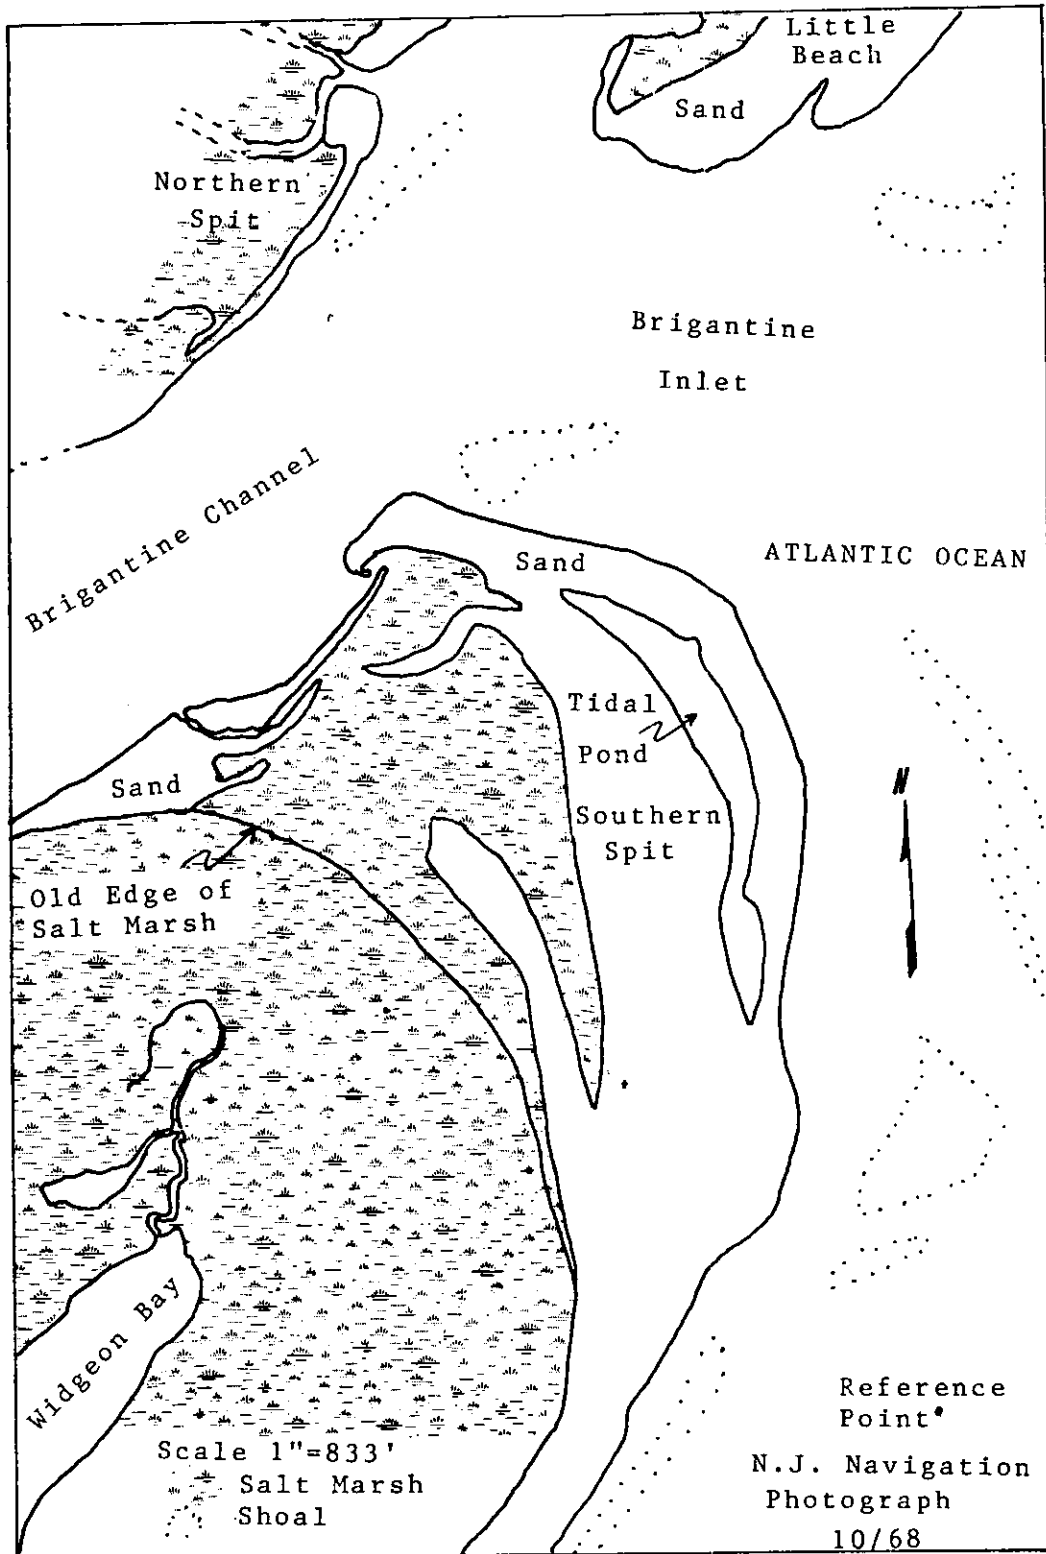 Little
Beach
Sand
Northern
Spit
Brigantine
Inlet
Brigantine Channel
Sand
ATLANTIC OCEAN
Tidal
Pond
N
Sand
Southern
Spit
Old Edge of
Salt Marsh
Widgeon Bay
Reference
Point
Scale 1"=833'
Salt Marsh
Shoal
N.J. Navigation
Photograph
10/68